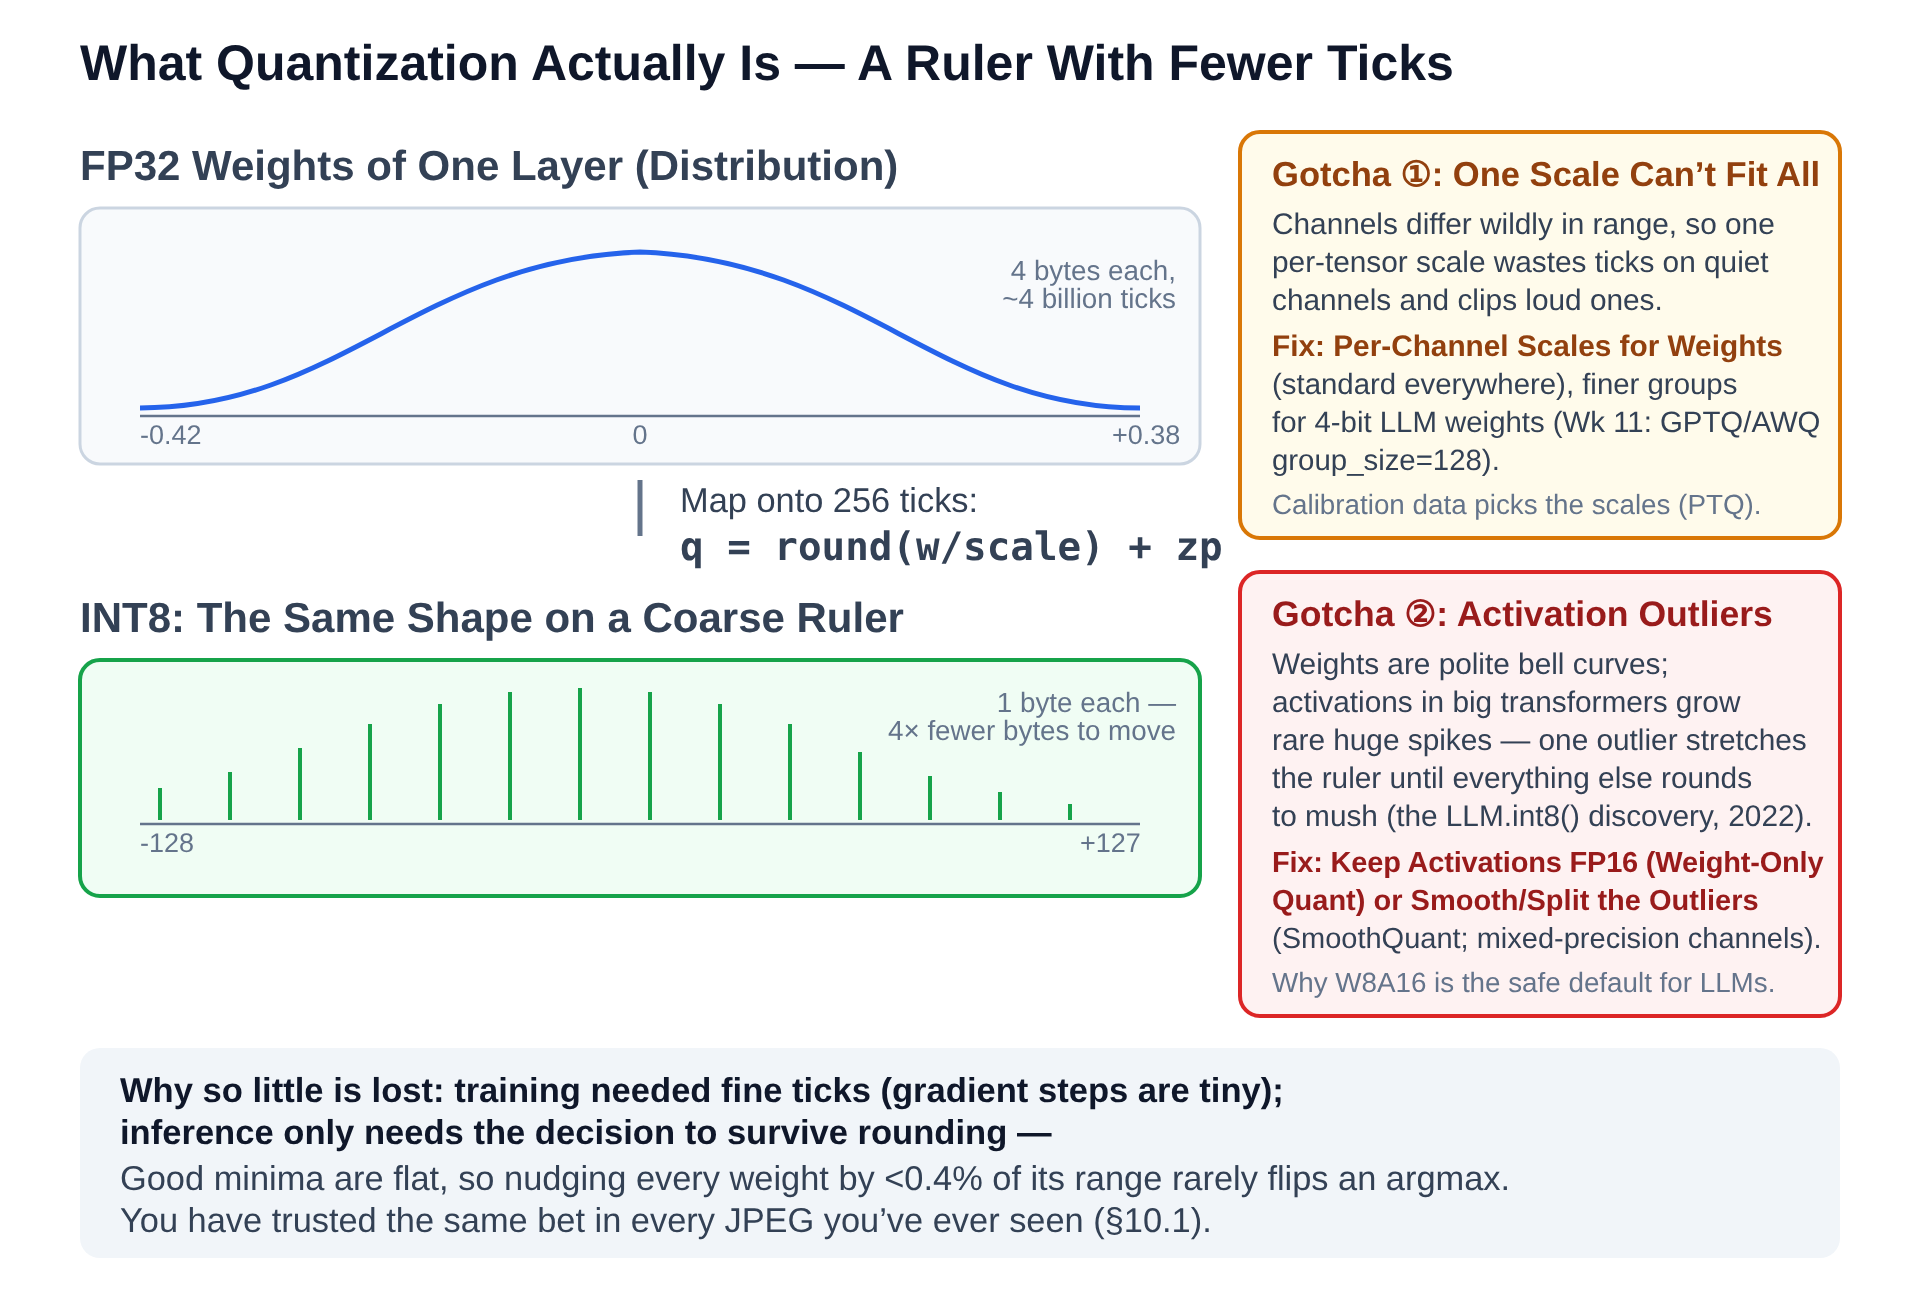 What Quantization Actually Is — A Ruler With Fewer Ticks
FP32 Weights of One Layer (Distribution)
4 bytes each,
~4 billion ticks
-0.42
0
+0.38
Map onto 256 ticks:
q = round(w/scale) + zp
INT8: The Same Shape on a Coarse Ruler
1 byte each —
4× fewer bytes to move
-128
+127
Gotcha ①: One Scale Can’t Fit All
Channels differ wildly in range, so one
per-tensor scale wastes ticks on quiet
channels and clips loud ones.
Fix: Per-Channel Scales for Weights
(standard everywhere), finer groups
for 4-bit LLM weights (Wk 11: GPTQ/AWQ
group_size=128).
Calibration data picks the scales (PTQ).
Gotcha ②: Activation Outliers
Weights are polite bell curves;
activations in big transformers grow
rare huge spikes — one outlier stretches
the ruler until everything else rounds
to mush (the LLM.int8() discovery, 2022).
Fix: Keep Activations FP16 (Weight-Only
Quant) or Smooth/Split the Outliers
(SmoothQuant; mixed-precision channels).
Why W8A16 is the safe default for LLMs.
Why so little is lost: training needed fine ticks (gradient steps are tiny);
inference only needs the decision to survive rounding —
Good minima are flat, so nudging every weight by <0.4% of its range rarely flips an argmax.
You have trusted the same bet in every JPEG you’ve ever seen (§10.1).